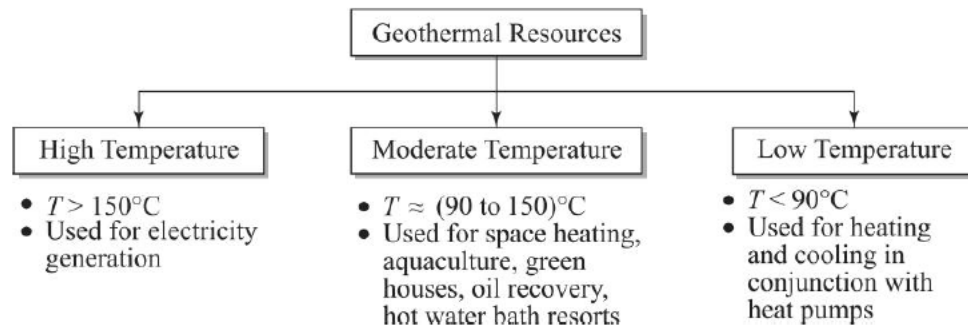 Geothermal Resources
High Temperature
• T > 150°C
• Used for electricity
generation
Moderate Temperature
• T ≈ (90 to 150)°C
• Used for space heating,
aquaculture, green
houses, oil recovery,
hot water bath resorts
Low Temperature
• T < 90°C
• Used for heating
and cooling in
conjunction with
heat pumps